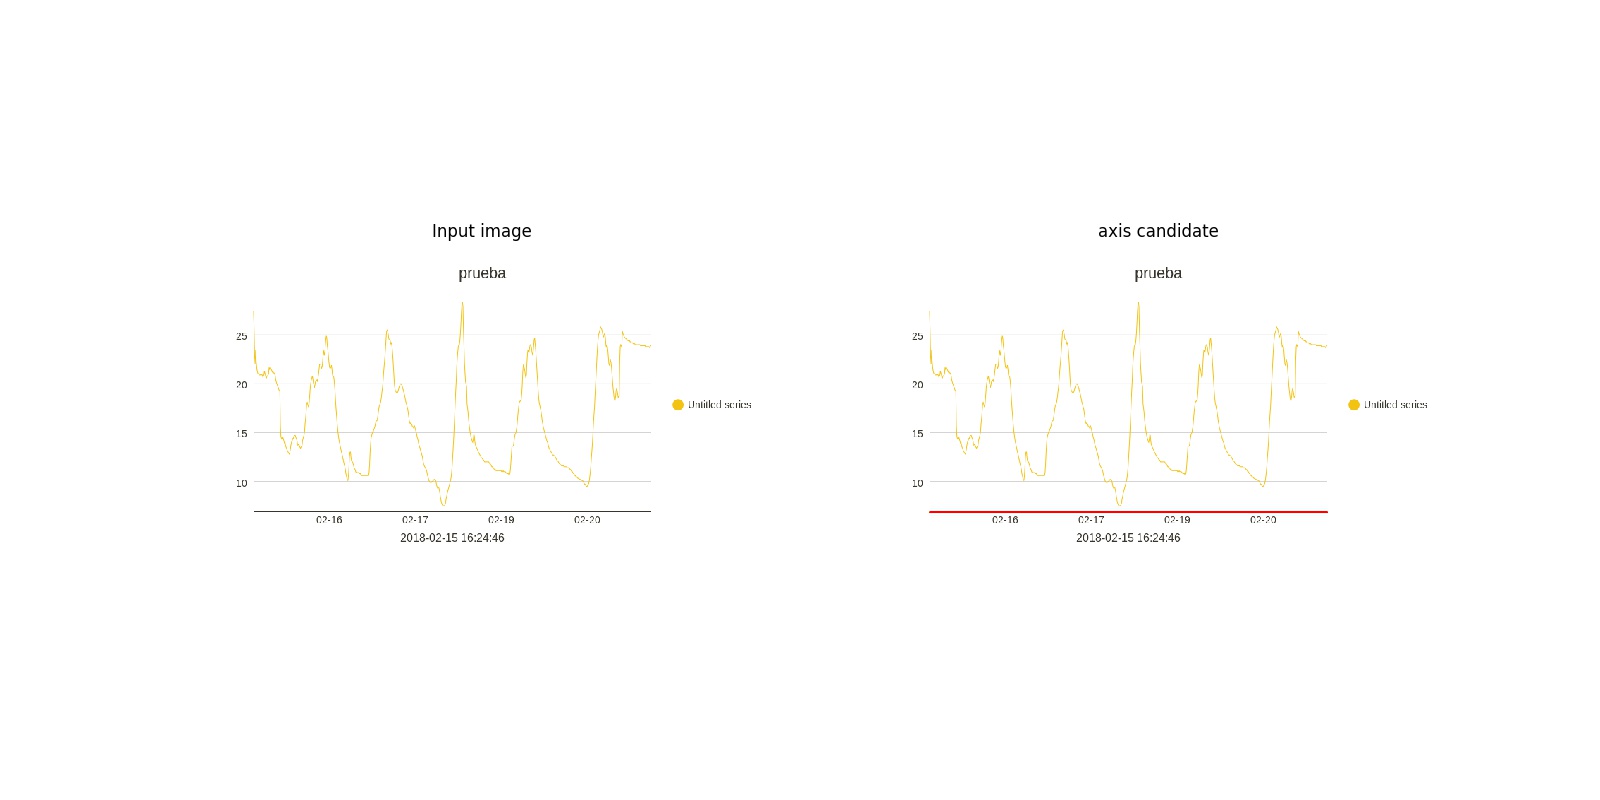 Input image
prueba
25
20
15
10
02-16 02-17 02-19 02-20
2018-02-15 16:24:46
Untitled series
axis candidate
prueba
25
20
15
10
02-16 02-17 02-19 02-20
2018-02-15 16:24:46
Untitled series